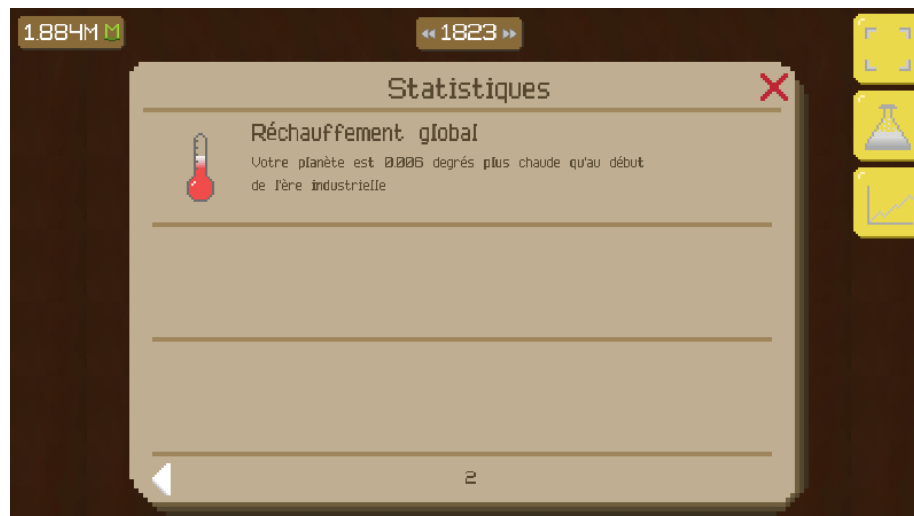 1.884M M
« 1823 »
Statistiques
Réchauffement global
Votre planète est 0.006 degrés plus chaude qu'au début
de l'ère industrielle
2